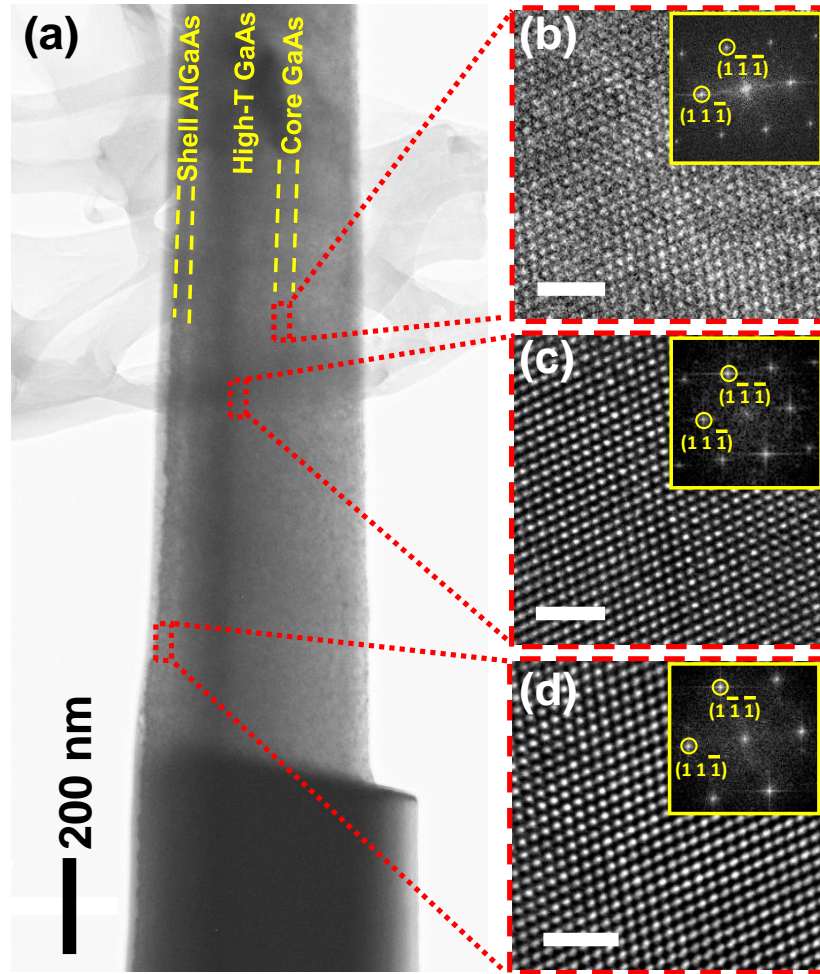 (a)
Shell AlGaAs
High-T GaAs
Core GaAs
200 nm
(b)
(1 1̅ 1̅)
(1 1 1̅)
(c)
(1 1̅ 1̅)
(1 1 1̅)
(d)
(1 1̅ 1̅)
(1 1 1̅)